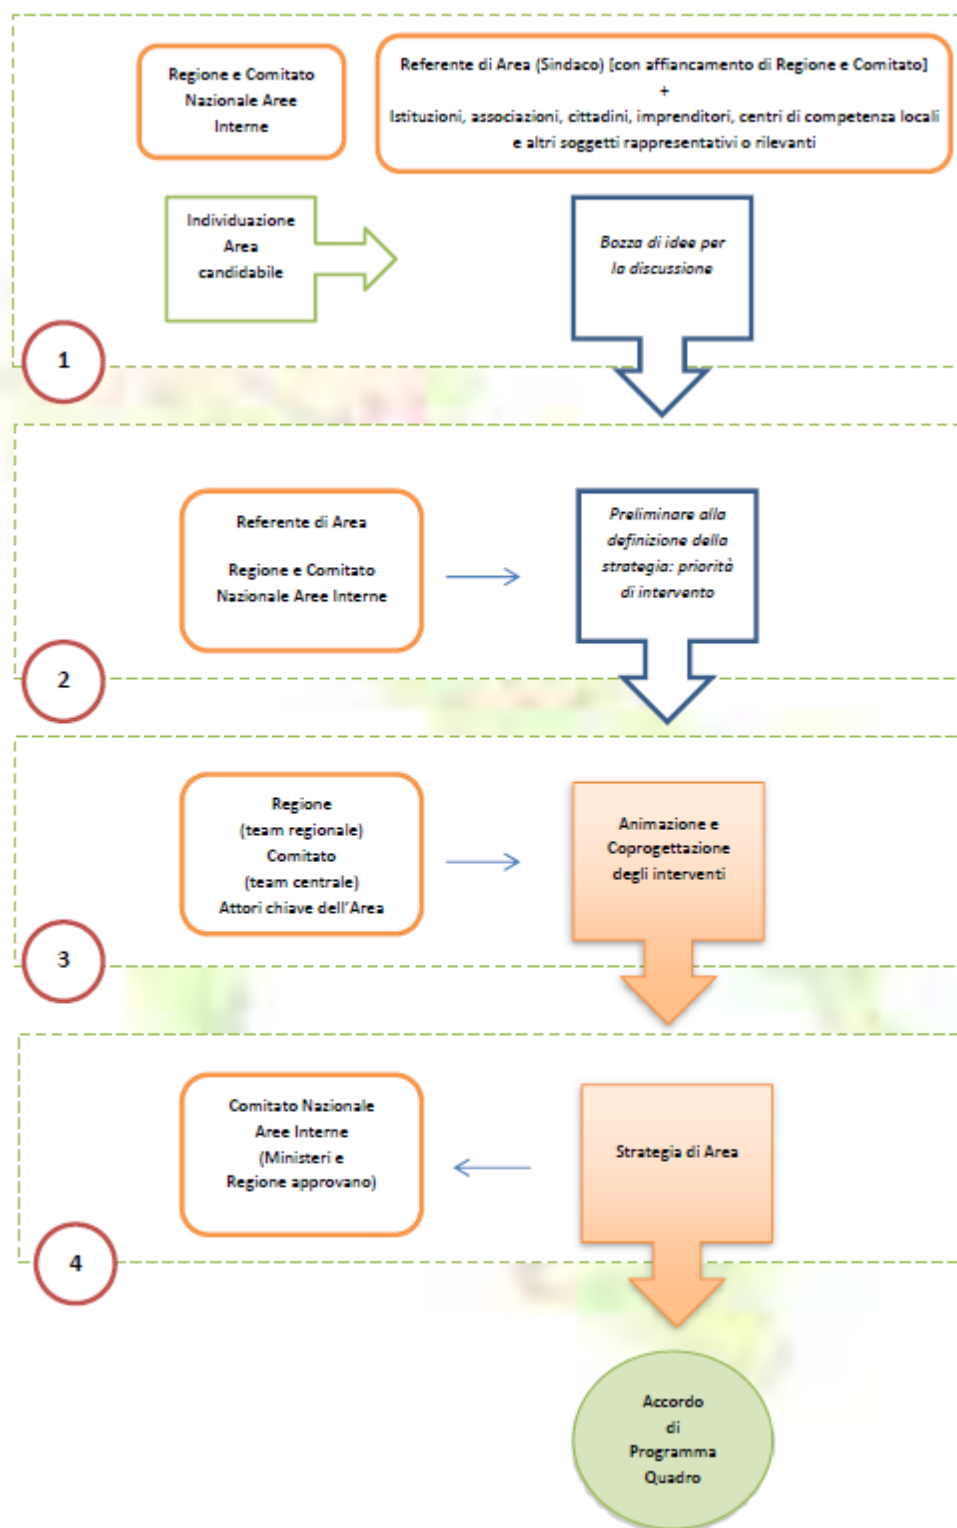 Regione e Comitato
Nazionale Aree
Interne
Referente di Area (Sindaco) [con affiancamento di Regione e Comitato]
+
Istituzioni, associazioni, cittadini, imprenditori, centri di competenza locali
e altri soggetti rappresentativi o rilevanti
Individuazione
Area
candidabile
Bozza di idee per
la discussione
1
Referente di Area
Regione e Comitato
Nazionale Aree Interne
Preliminare alla
definizione della
strategia: priorità
di intervento
2
Regione
(team regionale)
Comitato
(team centrale)
Attori chiave dell'Area
Animazione e
Coprogettazione
degli interventi
3
Comitato Nazionale
Aree Interne
(Ministeri e
Regione approvano)
Strategia di Area
4
Accordo
di
Programma
Quadro